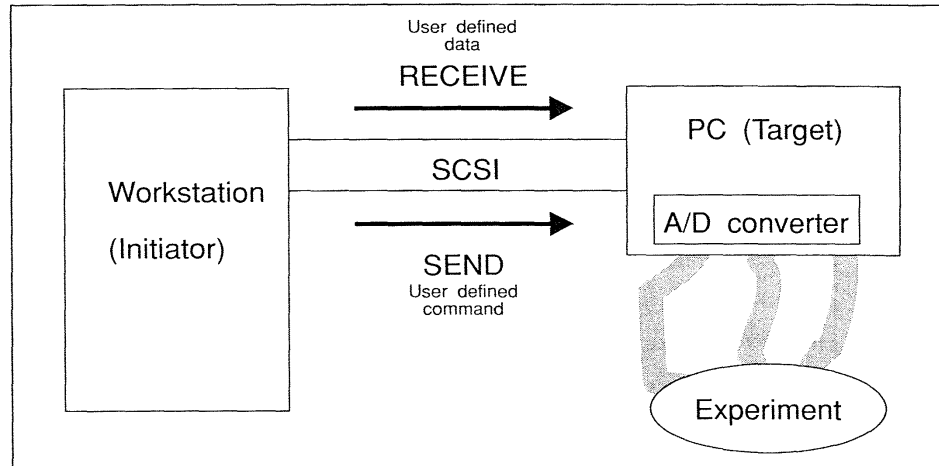 User defined
data
RECEIVE
Workstation
(Initiator)
SCSI
SEND
User defined
command
PC (Target)
A/D converter
Experiment